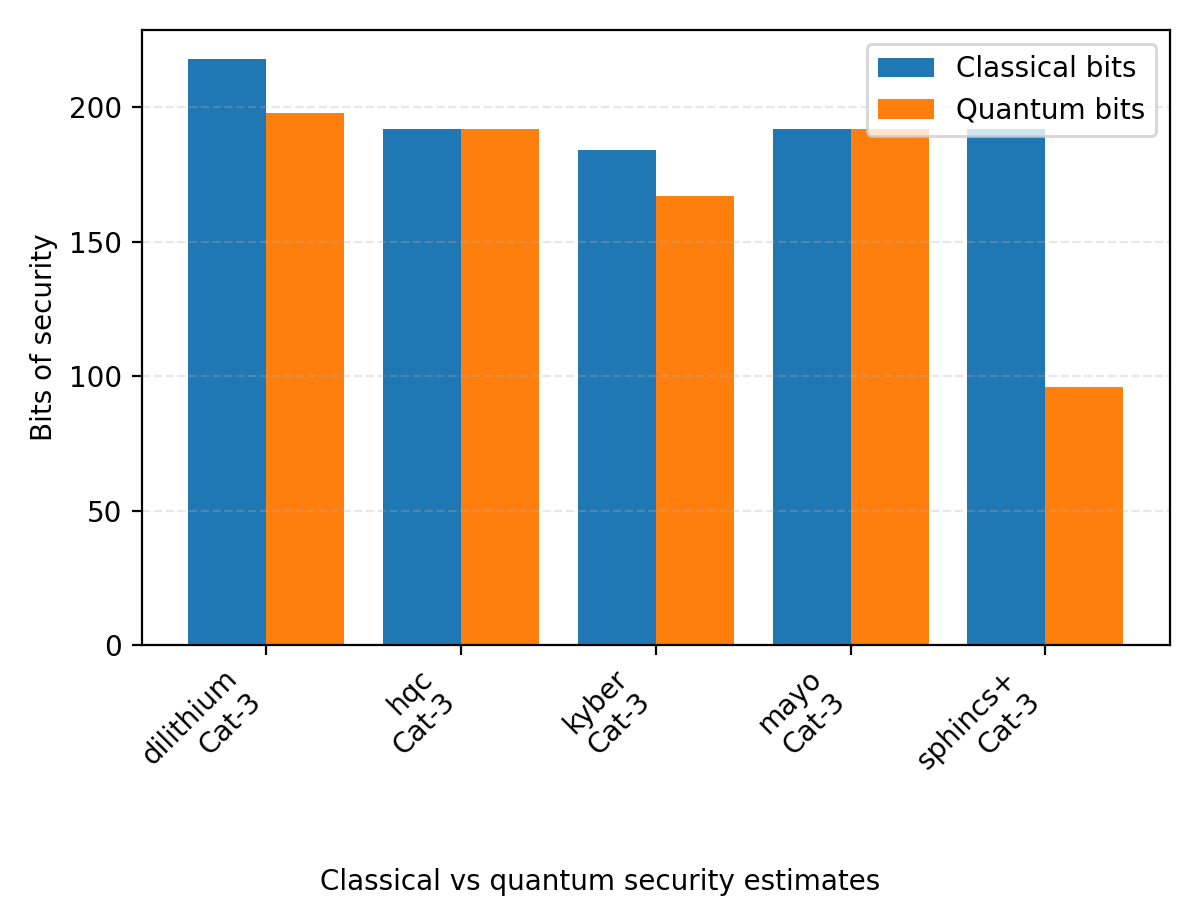 Classical bits
Quantum bits
Bits of security
200
150
100
50
0
dilithium
Cat-3
hqc
Cat-3
kyber
Cat-3
mayo
Cat-3
sphincs+
Cat-3
Classical vs quantum security estimates